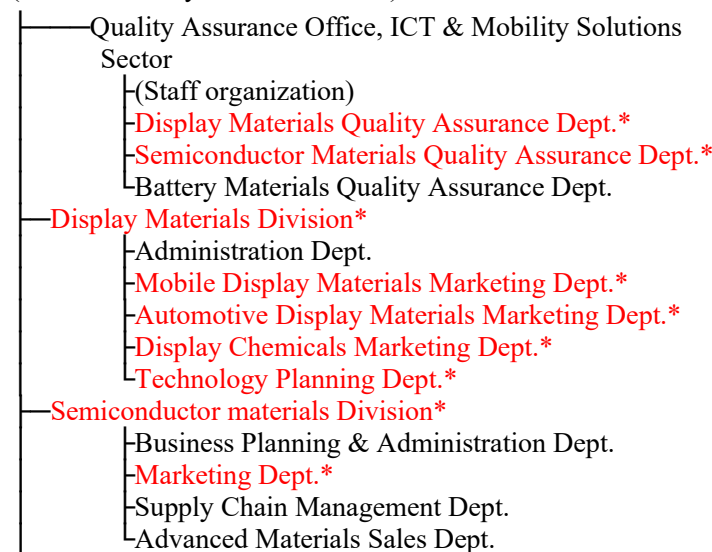 Quality Assurance Office, ICT & Mobility Solutions
Sector
(Staff organization)
Display Materials Quality Assurance Dept.*
Semiconductor Materials Quality Assurance Dept.*
Battery Materials Quality Assurance Dept.
Display Materials Division*
Administration Dept.
Mobile Display Materials Marketing Dept.*
Automotive Display Materials Marketing Dept.*
Display Chemicals Marketing Dept.*
Technology Planning Dept.*
Semiconductor materials Division*
Business Planning & Administration Dept.
Marketing Dept.*
Supply Chain Management Dept.
Advanced Materials Sales Dept.